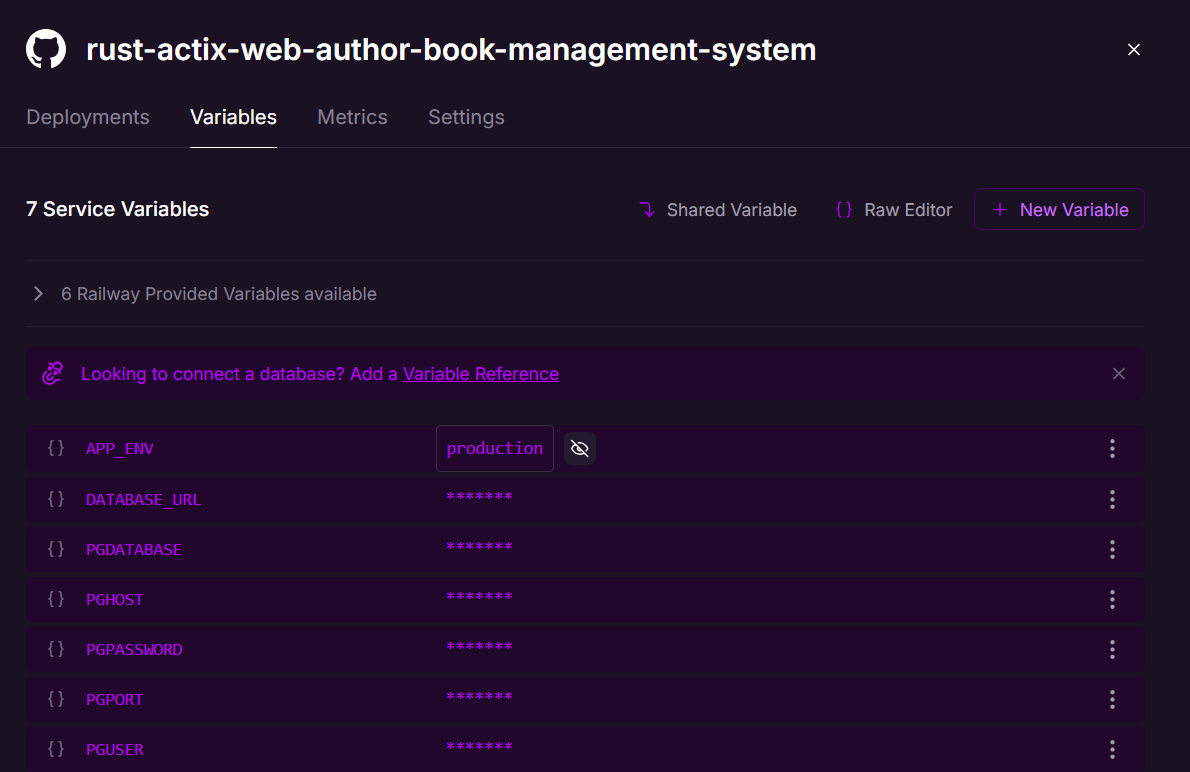 rust-actix-web-author-book-management-system
Deployments Variables Metrics Settings
7 Service Variables Shared Variable {} Raw Editor + New Variable
6 Railway Provided Variables available
Looking to connect a database? Add a Variable Reference
{} APP_ENV production
{} DATABASE_URL *******
{} PGDATABASE *******
{} PGHOST *******
{} PGPASSWORD *******
{} PGPORT *******
{} PGUSER *******